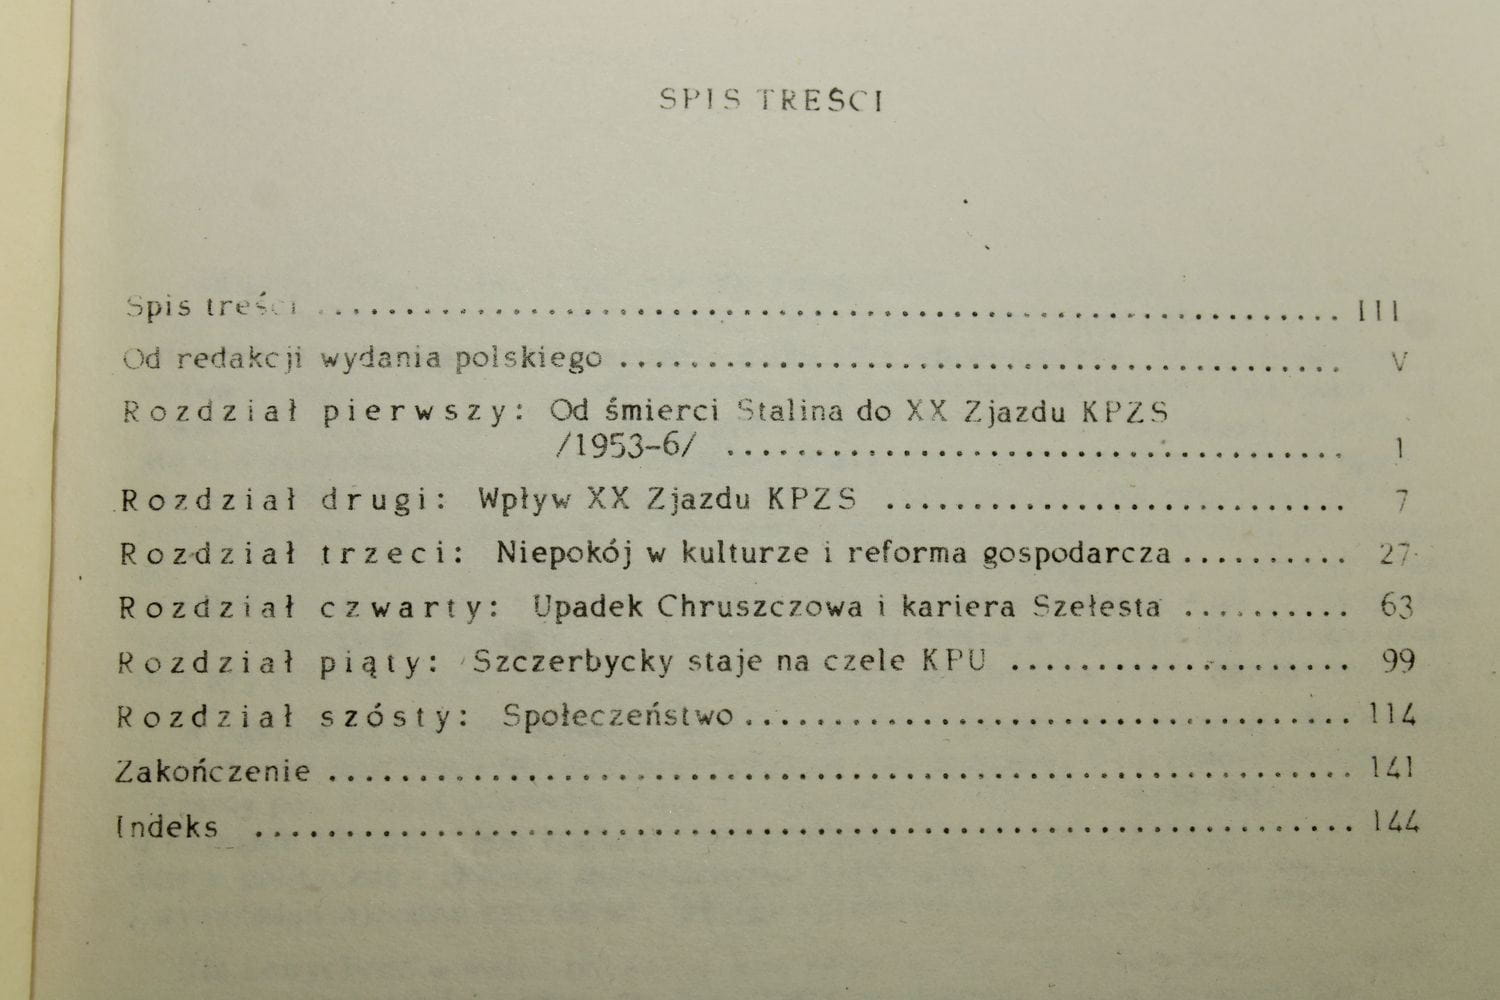 SPIS TREŚCI
Spis treści ........................................................ III
Od redakcji wydania polskiego ........................................ V
Rozdział pierwszy: Od śmierci Stalina do XX Zjazdu KPZS
/1953-6/ ................................... 1
Rozdział drugi: Wpływ XX Zjazdu KPZS .......................... 7
Rozdział trzeci: Niepokój w kulturze i reforma gospodarcza .......... 27
Rozdział czwarty: Upadek Chruszczowa i kariera Szełesta .......... 63
Rozdział piąty: Szczerbycky staje na czele KPU ................... 99
Rozdział szósty: Społeczeństwo .................................. 114
Zakończenie ......................................................... 141
Indeks ............................................................. 144